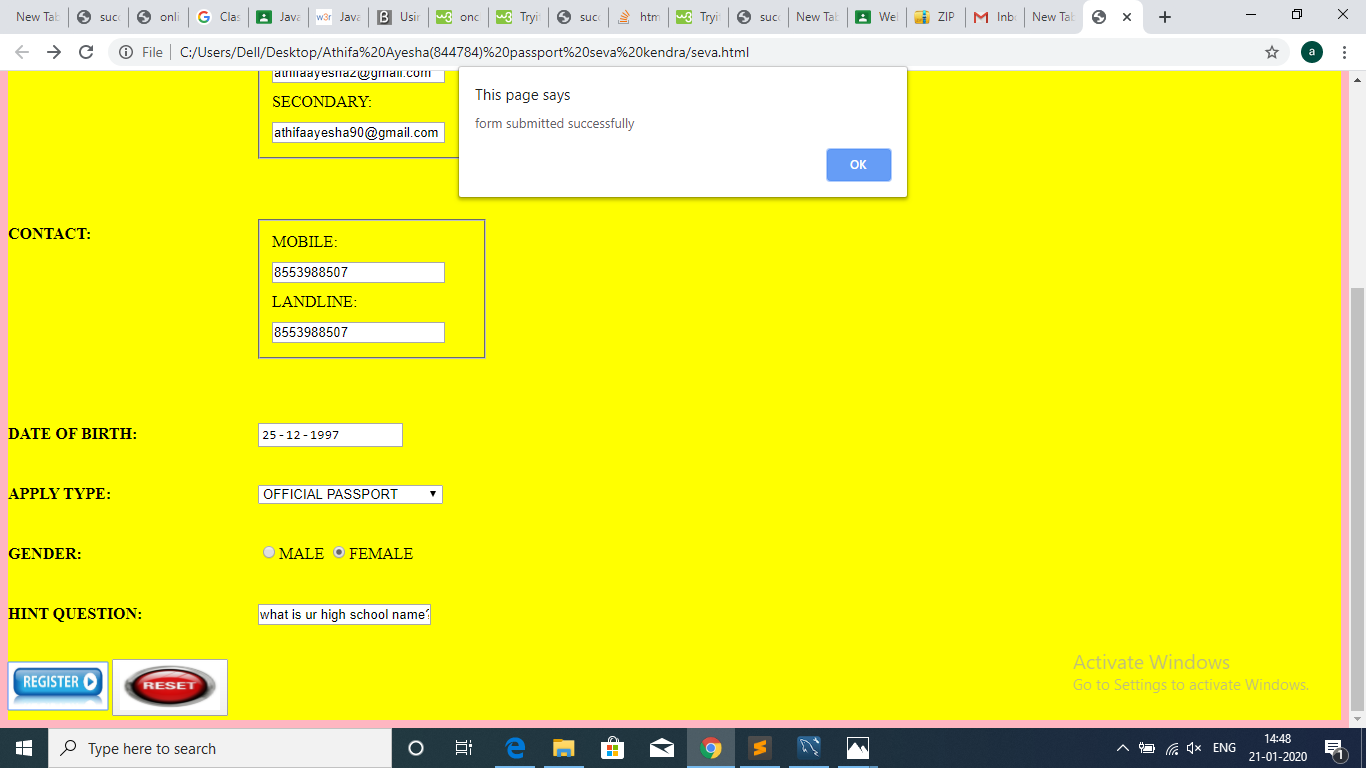 New Tab succ onli Clas Java w3r Java B Usin w3 onc w3 Tryi succ htm w3 Tryi succ New Tab Wel ZIP Inb New Tab
File C:/Users/Dell/Desktop/Athifa%20Ayesha(844784)%20passport%20seva%20kendra/seva.html a
This page says
form submitted successfully
OK
athifaayesha2@gmail.com
SECONDARY:
athifaayesha90@gmail.com
CONTACT:
MOBILE:
8553988507
LANDLINE:
8553988507
DATE OF BIRTH: 25-12-1997
APPLY TYPE: OFFICIAL PASSPORT
GENDER: MALE FEMALE
HINT QUESTION: what is ur high school name?
REGISTER RESET
Activate Windows
Go to Settings to activate Windows.
Type here to search
ENG
14:48
21-01-2020
1